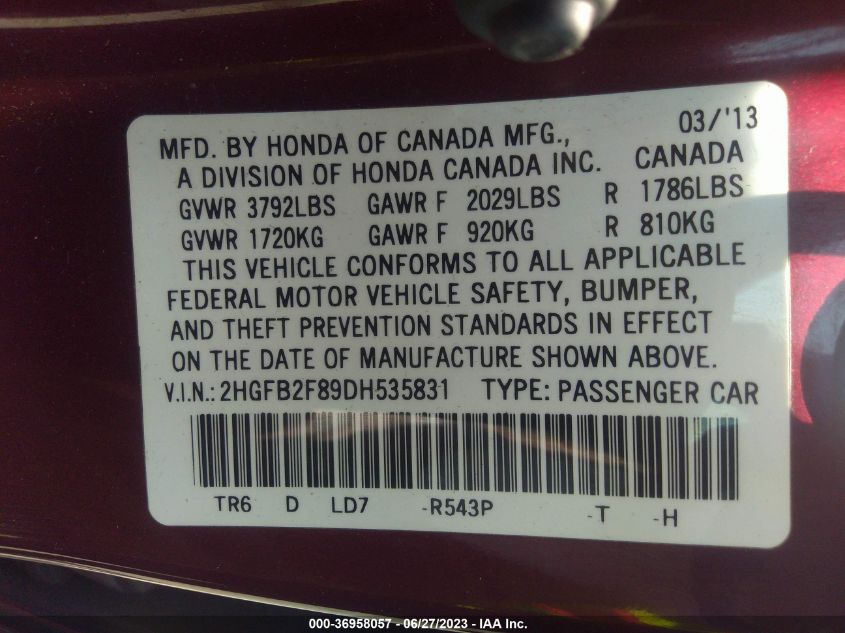 MFD. BY HONDA OF CANADA MFG., 03/'13
A DIVISION OF HONDA CANADA INC. CANADA
GVWR 3792LBS GAWR F 2029LBS R 1786LBS
GVWR 1720KG GAWR F 920KG R 810KG
THIS VEHICLE CONFORMS TO ALL APPLICABLE
FEDERAL MOTOR VEHICLE SAFETY, BUMPER,
AND THEFT PREVENTION STANDARDS IN EFFECT
ON THE DATE OF MANUFACTURE SHOWN ABOVE.
V.I.N.: 2HGFB2F89DH535831 TYPE: PASSENGER CAR
TR6 D LD7 -R543P -T -H
000-36958057 - 06/27/2023 - IAA Inc.